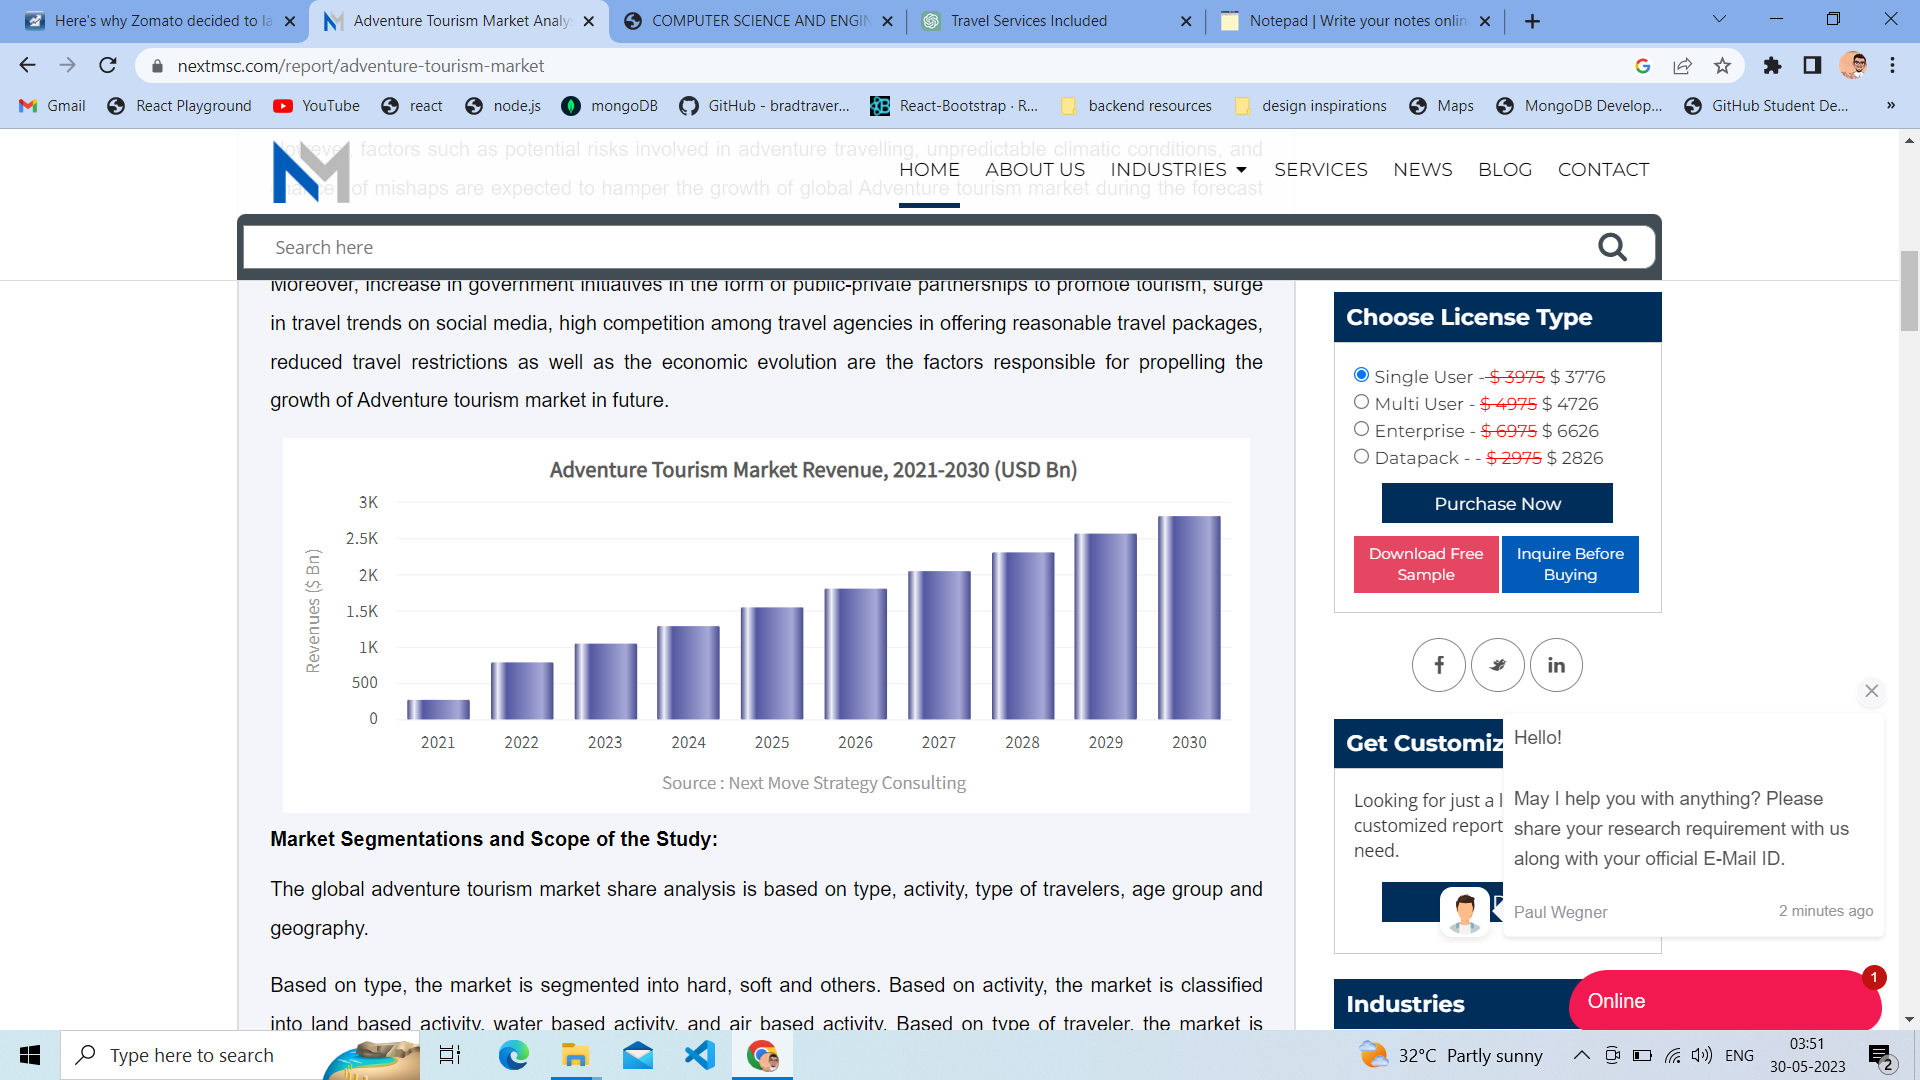 Here's why Zomato decided to la
Adventure Tourism Market Analys
COMPUTER SCIENCE AND ENGIN
Travel Services Included
Notepad | Write your notes onlin
nextmsc.com/report/adventure-tourism-market
Gmail
React Playground
YouTube
react
node.js
mongoDB
GitHub - bradtraver...
React-Bootstrap · R...
backend resources
design inspirations
Maps
MongoDB Develop...
GitHub Student De...
»
factors such as potential risks involved in adventure travelling, unpredictable climatic conditions, and
of mishaps are expected to hamper the growth of global Adventure tourism market during the forecast
HOME
ABOUT US
INDUSTRIES
SERVICES
NEWS
BLOG
CONTACT
Search here
Moreover, increase in government initiatives in the form of public-private partnerships to promote tourism, surge
in travel trends on social media, high competition among travel agencies in offering reasonable travel packages,
reduced travel restrictions as well as the economic evolution are the factors responsible for propelling the
growth of Adventure tourism market in future.
Adventure Tourism Market Revenue, 2021-2030 (USD Bn)
Revenues ($ Bn)
3K
2.5K
2K
1.5K
1K
500
0
2021 2022 2023 2024 2025 2026 2027 2028 2029 2030
Source : Next Move Strategy Consulting
Market Segmentations and Scope of the Study:
The global adventure tourism market share analysis is based on type, activity, type of travelers, age group and
geography.
Based on type, the market is segmented into hard, soft and others. Based on activity, the market is classified
into land based activity, water based activity, and air based activity. Based on type of traveler, the market is
Choose License Type
Single User - $ 3975 $ 3776
Multi User - $ 4975 $ 4726
Enterprise - $ 6975 $ 6626
Datapack - - $ 2975 $ 2826
Purchase Now
Download Free
Sample
Inquire Before
Buying
Get Customiz
Looking for just a l
customized report
need.
Hello!
May I help you with anything? Please
share your research requirement with us
along with your official E-Mail ID.
Paul Wegner
2 minutes ago
Industries
Online
1
Type here to search
32°C Partly sunny
ENG
03:51
30-05-2023
2